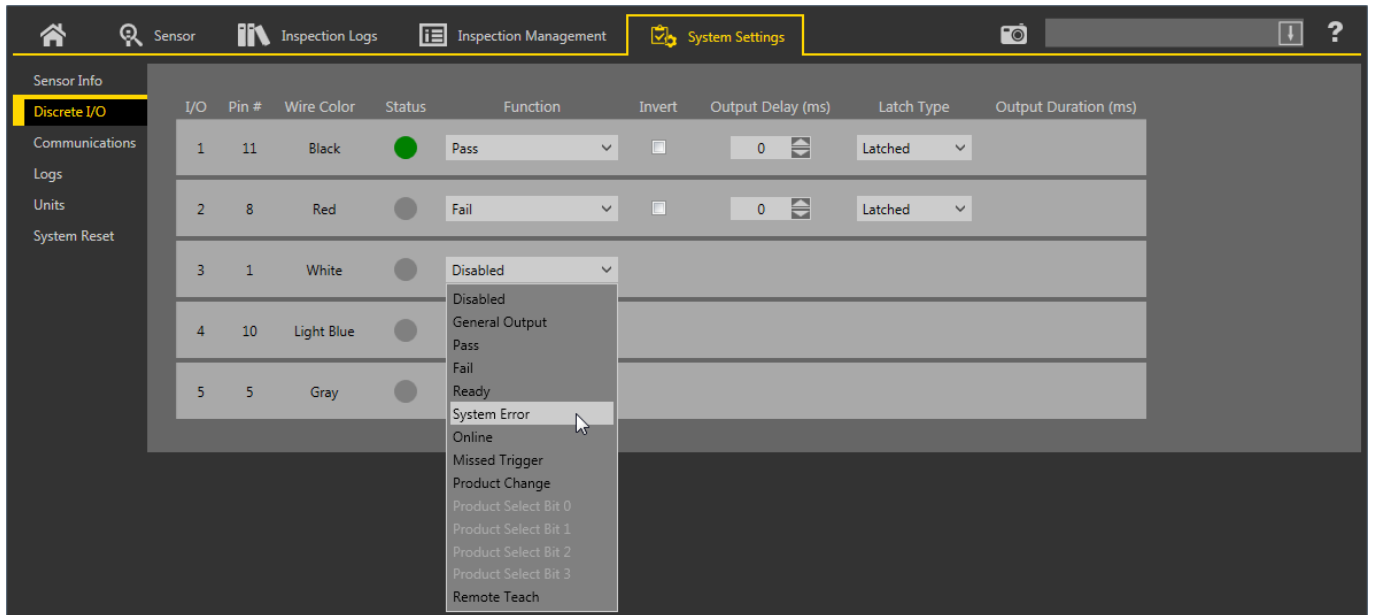 Sensor Inspection Logs Inspection Management System Settings ?
Sensor Info
Discrete I/O
Communications
Logs
Units
System Reset
I/O Pin # Wire Color Status Function Invert Output Delay (ms) Latch Type Output Duration (ms)
1 11 Black Pass 0 Latched
2 8 Red Fail 0 Latched
3 1 White Disabled
4 10 Light Blue
5 5 Gray
Disabled
General Output
Pass
Fail
Ready
System Error
Online
Missed Trigger
Product Change
Product Select Bit 0
Product Select Bit 1
Product Select Bit 2
Product Select Bit 3
Remote Teach